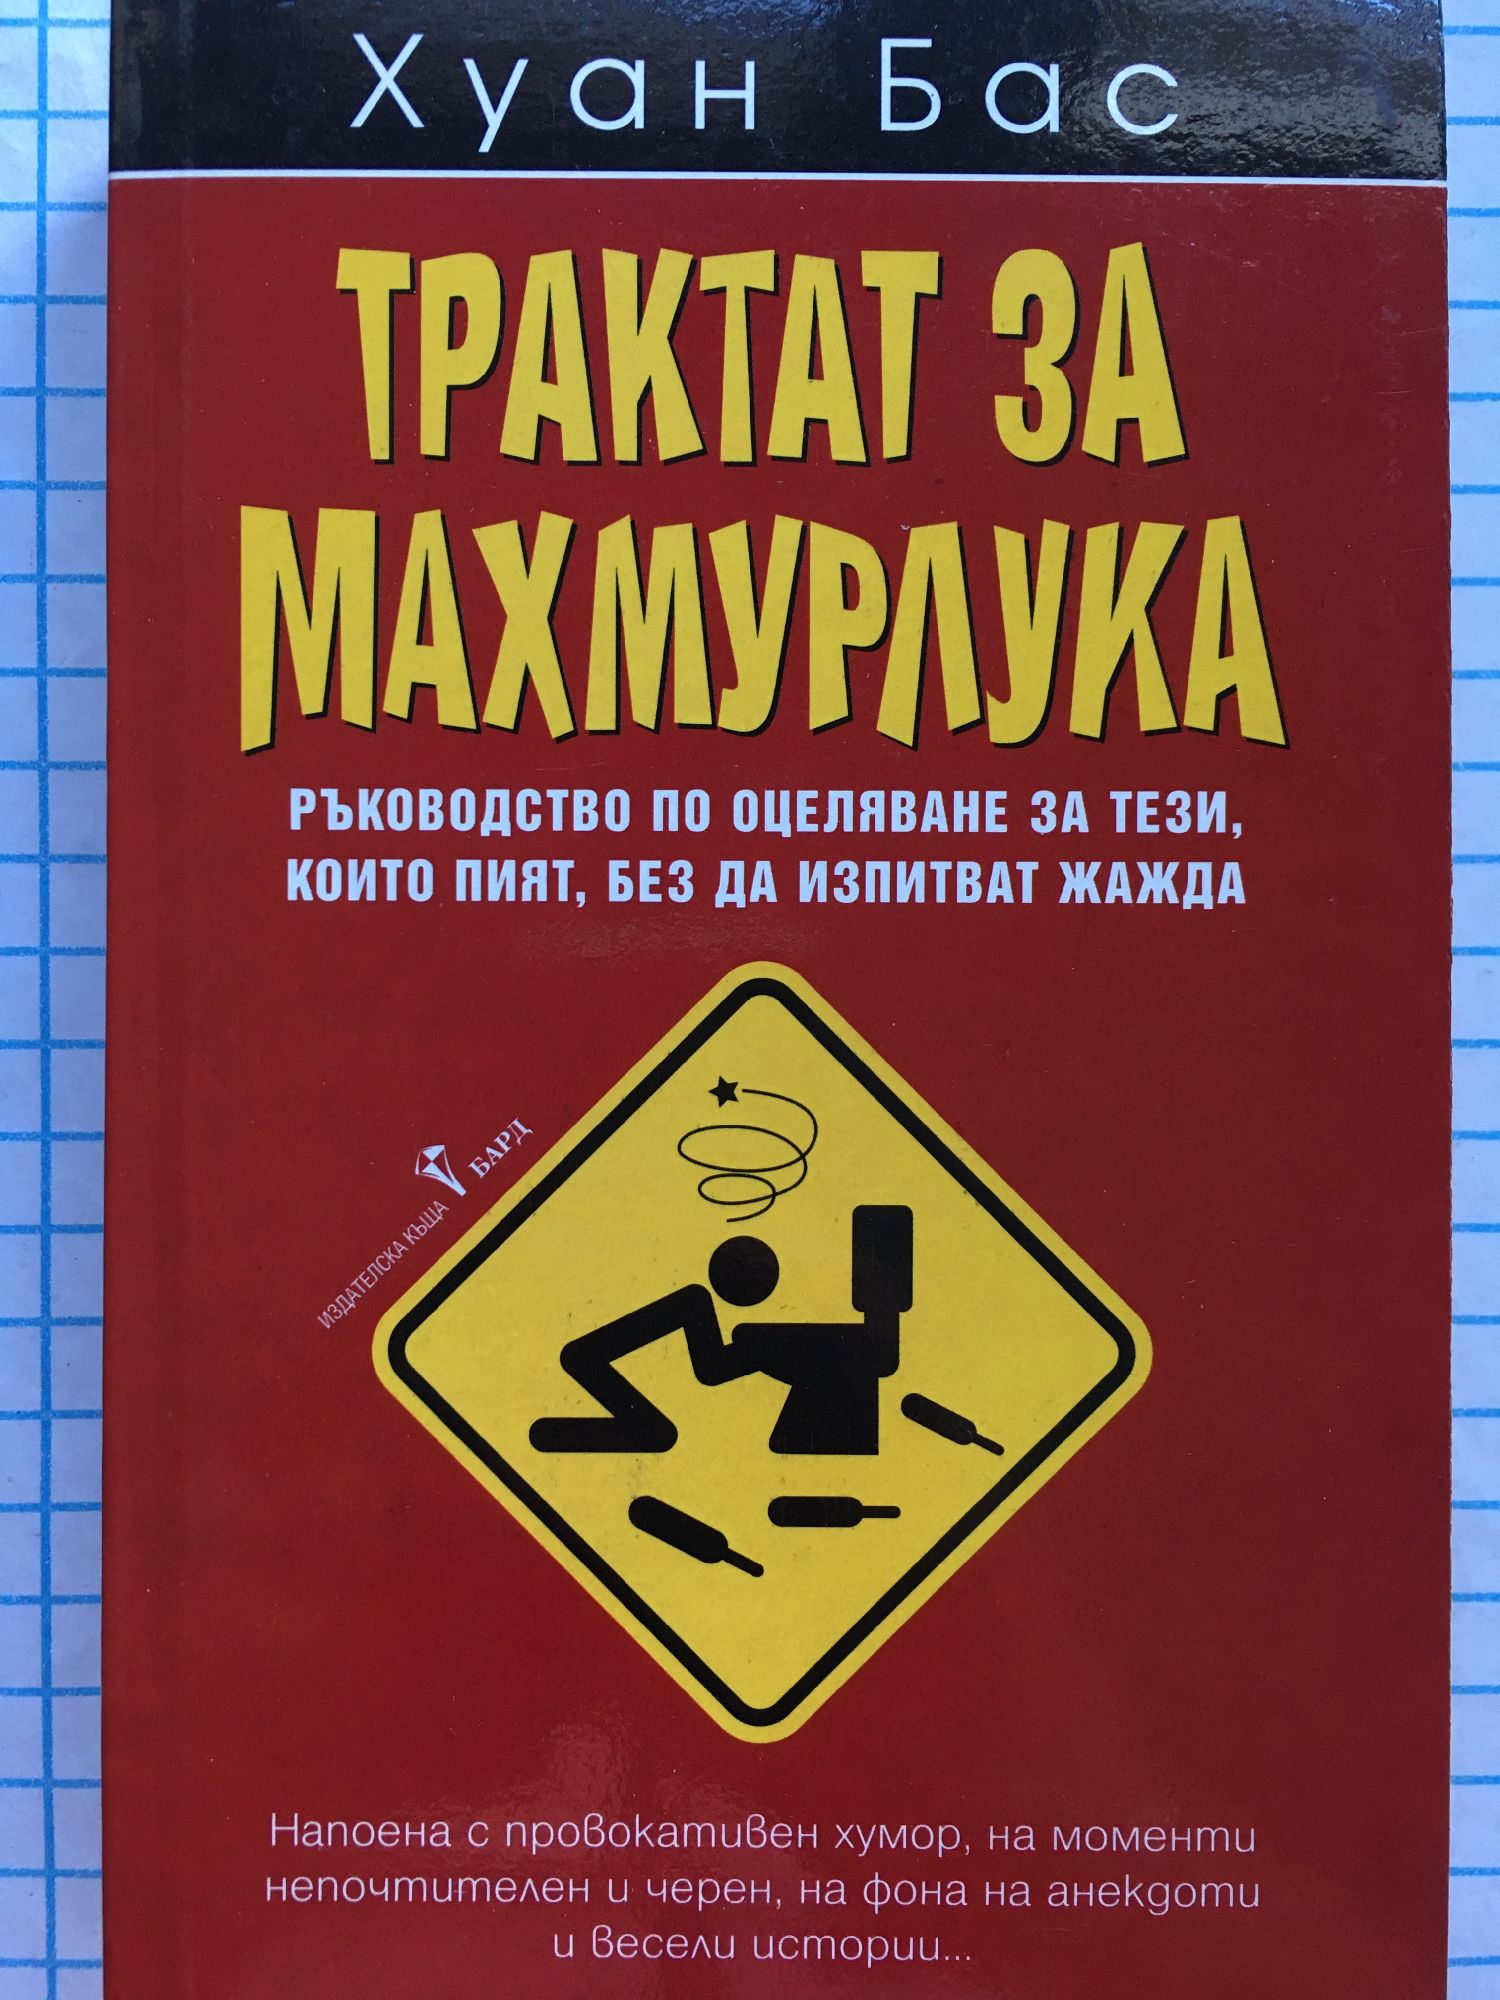 Хуан Бас
ТРАКТАТ ЗА
МАХМУРЛУКА
РЪКОВОДСТВО ПО ОЦЕЛЯВАНЕ ЗА ТЕЗИ,
КОИТО ПИЯТ, БЕЗ ДА ИЗПИТВАТ ЖАЖДА
ИЗДАТЕЛСКА КЪЩА БАРД
Напоена с провокативен хумор, на моменти
непочтителен и черен, на фона на анекдоти
и весели истории...